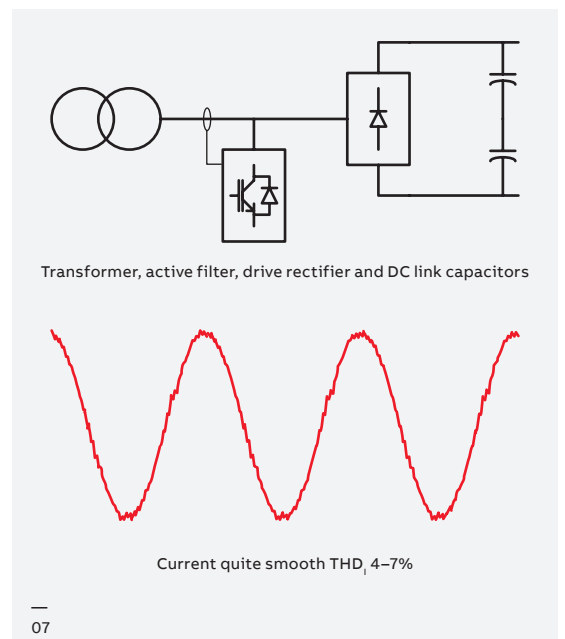 Transformer, active filter, drive rectifier and DC link capacitors
Current quite smooth THDI 4–7%
—
07